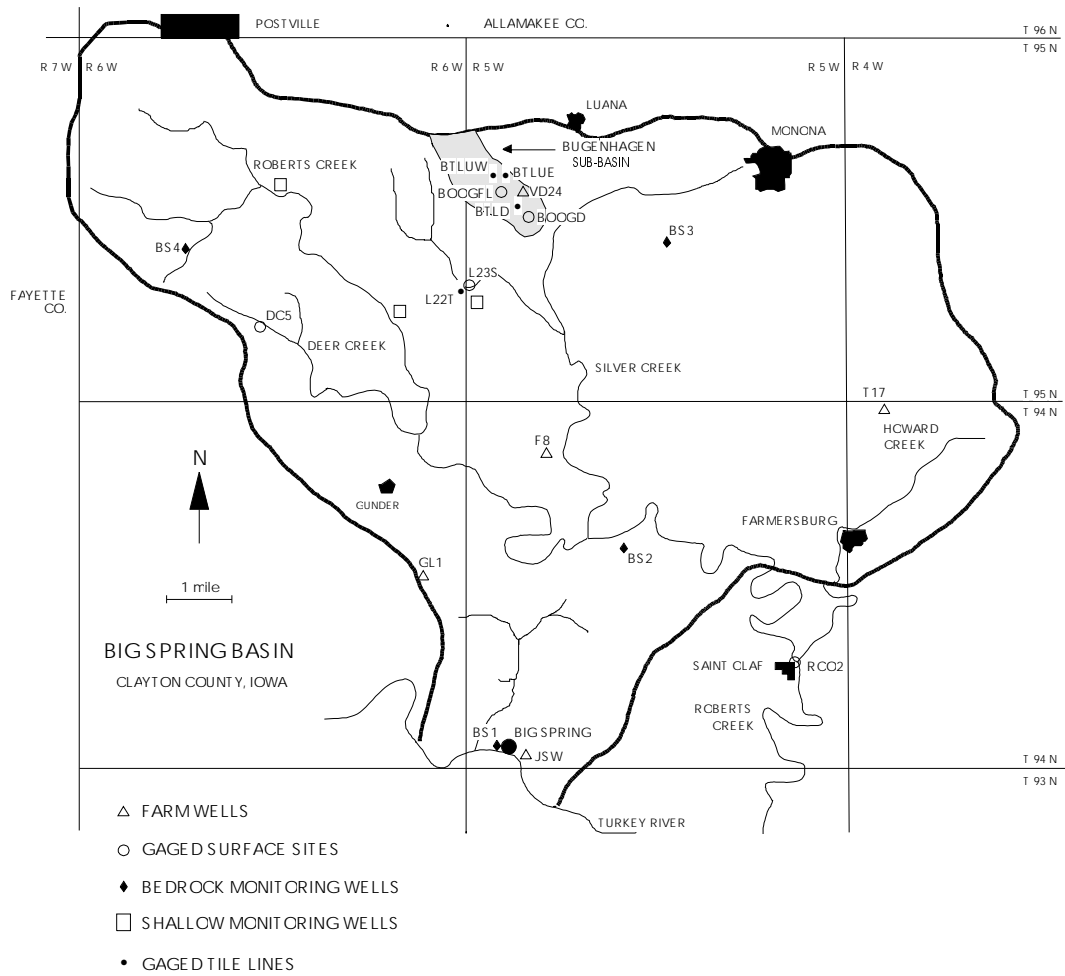 POSTVILLE
ALLAMAKEE CO.
T 96 N
T 95 N
R 7 W R 6 W
R 6 W R 5 W
R 5 W R 4 W
LUANA
MONONA
BUGENHAGEN
SUB-BASIN
ROBERTS CREEK
BTLUW
BTLUE
BOOGFL
VD24
BTLD
BOOGD
BS4
BS3
L23S
L22T
FAYETTE
CO.
DC5
DEER CREEK
SILVER CREEK
T17
T 95 N
T 94 N
HOWARD
CREEK
F8
N
GUNDER
FARMERSBURG
BS2
GL1
1 mile
BIG SPRING BASIN
CLAYTON COUNTY, IOWA
SAINT CLAF
RCO2
ROBERTS
CREEK
BS1
BIG SPRING
JSW
T 94 N
T 93 N
TURKEY RIVER
FARM WELLS
GAGED SURFACE SITES
BEDROCK MONITORING WELLS
SHALLOW MONITORING WELLS
GAGED TILE LINES